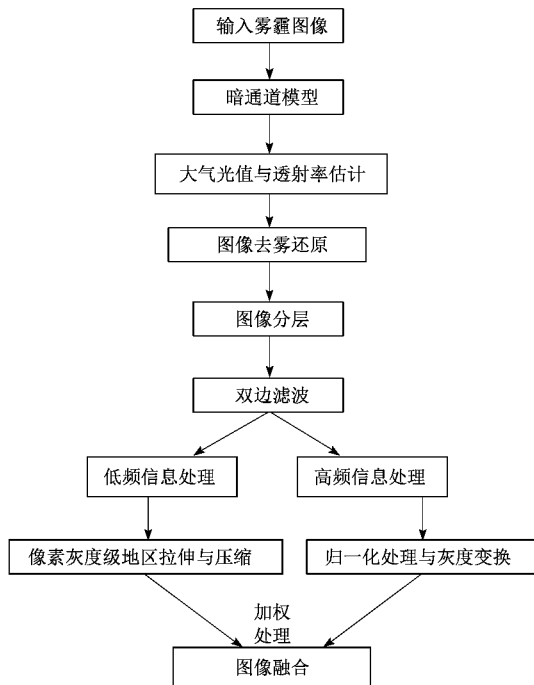 输入雾霾图像
暗通道模型
大气光值与透射率估计
图像去雾还原
图像分层
双边滤波
低频信息处理
高频信息处理
像素灰度级地区拉伸与压缩
归一化处理与灰度变换
加权
处理
图像融合